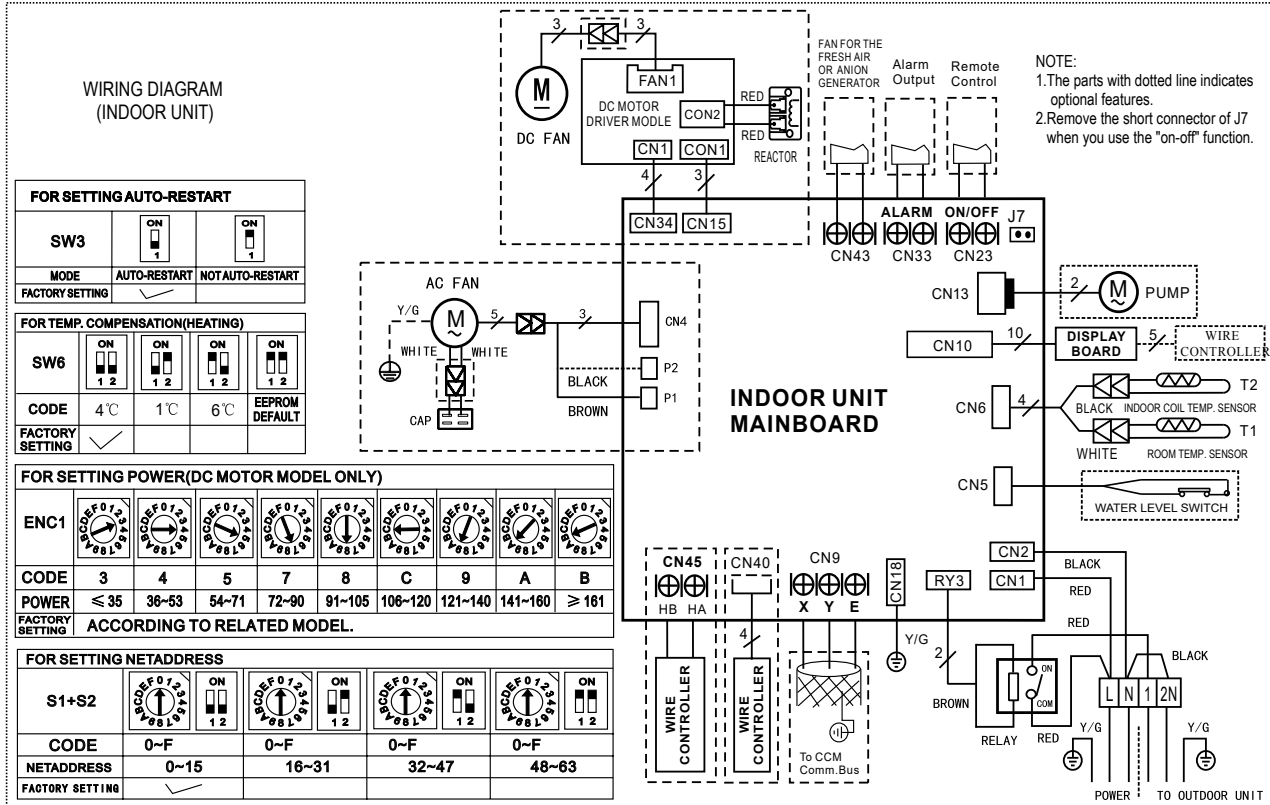 WIRING DIAGRAM
(INDOOR UNIT)
FOR SETTING AUTO-RESTART
SW3
ON
1
ON
1
MODE AUTO-RESTART NOT AUTO-RESTART
FACTORY SETTING
FOR TEMP. COMPENSATION(HEATING)
SW6
ON
1 2
ON
1 2
ON
1 2
ON
1 2
CODE 4℃ 1℃ 6℃ EEPROM DEFAULT
FACTORY
SETTING
FOR SETTING POWER(DC MOTOR MODEL ONLY)
ENC1
0123456789ABCDEF
0123456789ABCDEF
0123456789ABCDEF
0123456789ABCDEF
0123456789ABCDEF
0123456789ABCDEF
0123456789ABCDEF
0123456789ABCDEF
0123456789ABCDEF
CODE 3 4 5 7 8 C 9 A B
POWER ≤ 35 36~53 54~71 72~90 91~105 106~120 121~140 141~160 ≥ 161
FACTORY
SETTING ACCORDING TO RELATED MODEL.
FOR SETTING NETADDRESS
S1+S2
0123456789ABCDEF
ON
1 2
0123456789ABCDEF
ON
1 2
0123456789ABCDEF
ON
1 2
0123456789ABCDEF
ON
1 2
CODE 0~F 0~F 0~F 0~F
NETADDRESS 0~15 16~31 32~47 48~63
FACTORY SETTING
3 3
M
DC FAN
FAN1
DC MOTOR
DRIVER MODLE
CON2
RED
RED
REACTOR
CN1 CON1
4 3
CN34 CN15
FAN FOR THE
FRESH AIR
OR ANION
GENERATOR
Alarm
Output
Remote
Control
NOTE:
1.The parts with dotted line indicates
optional features.
2.Remove the short connector of J7
when you use the "on-off" function.
ALARM ON/OFF J7
CN43 CN33 CN23
AC FAN
Y/G
M
5 3
CN4
WHITE WHITE
P2
BLACK
P1
BROWN
CAP
INDOOR UNIT
MAINBOARD
CN13
2
M
PUMP
CN10
10
DISPLAY
BOARD
5
WIRE
CONTROLLER
CN6
4
T2
BLACK INDOOR COIL TEMP. SENSOR
T1
WHITE ROOM TEMP. SENSOR
CN5
WATER LEVEL SWITCH
CN2
BLACK
CN1
RED
CN45
HB HA
WIRE
CONTROLLER
CN40
4
WIRE
CONTROLLER
CN9
X Y E
To CCM
Comm.Bus
CN18
Y/G
RY3
2
BROWN
RED
ON
COM
RELAY
RED
BLACK
L N 1 2N
Y/G
Y/G
POWER TO OUTDOOR UNIT